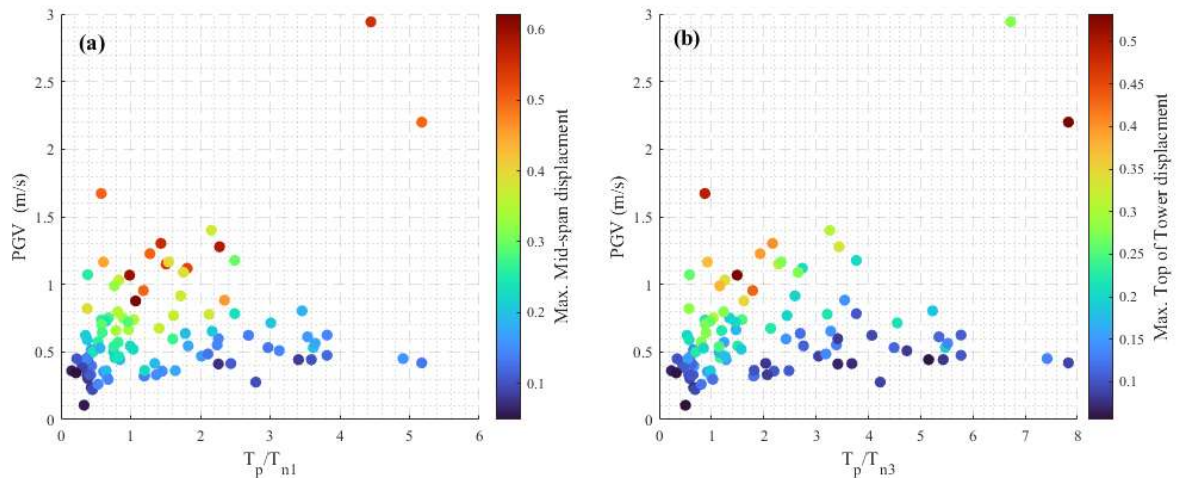 (a)
PGV (m/s)
3
2.5
2
1.5
1
0.5
0
0 1 2 3 4 5 6
T_p/T_n1
0.6
0.5
0.4
0.3
0.2
0.1
Max. Mid-span displacment
(b)
PGV (m/s)
3
2.5
2
1.5
1
0.5
0
0 1 2 3 4 5 6 7 8
T_p/T_n3
0.5
0.45
0.4
0.35
0.3
0.25
0.2
0.15
0.1
Max. Top of Tower displacment